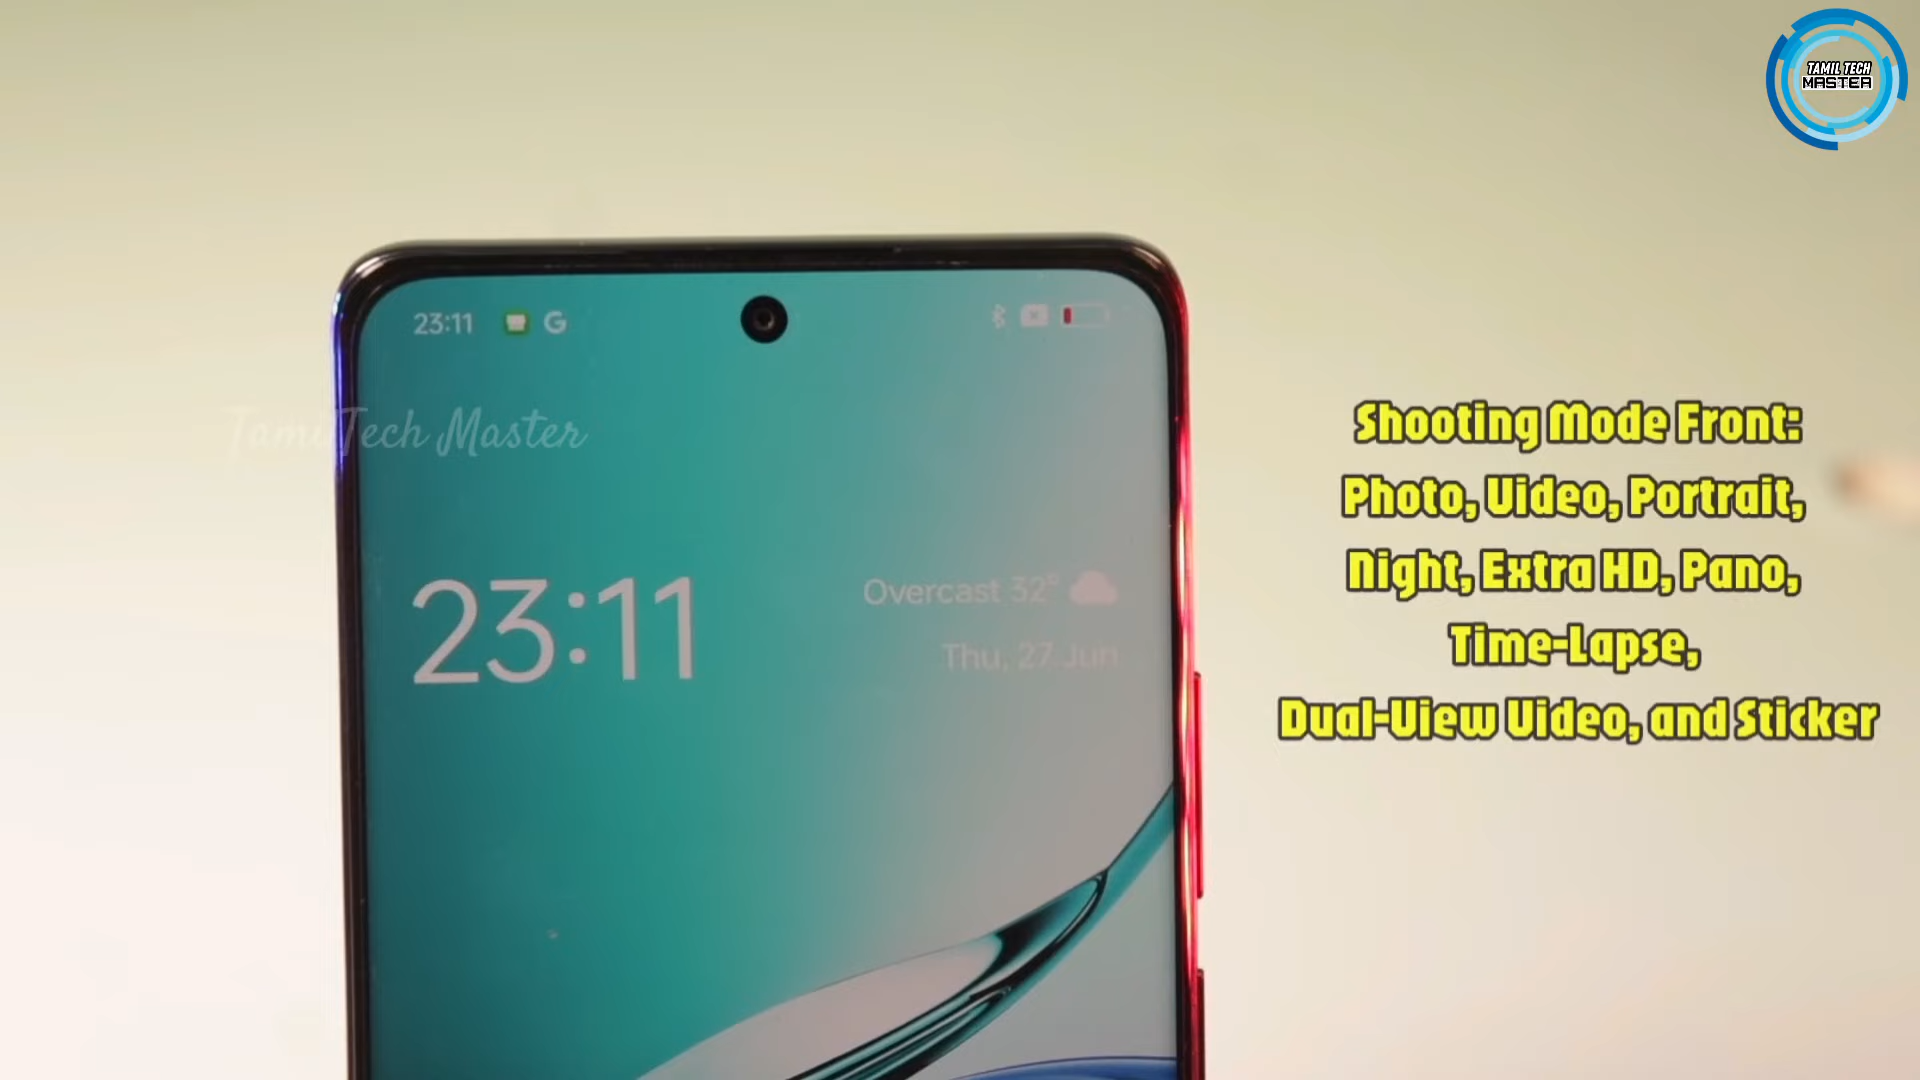 TAMIL TECH
MASTER
23:11
Tamil Tech Master
23:11
Overcast 32°
Thu, 27 Jun
Shooting Mode Front:
Photo, Video, Portrait,
Night, Extra HD, Pano,
Time-Lapse,
Dual-View Video, and Sticker